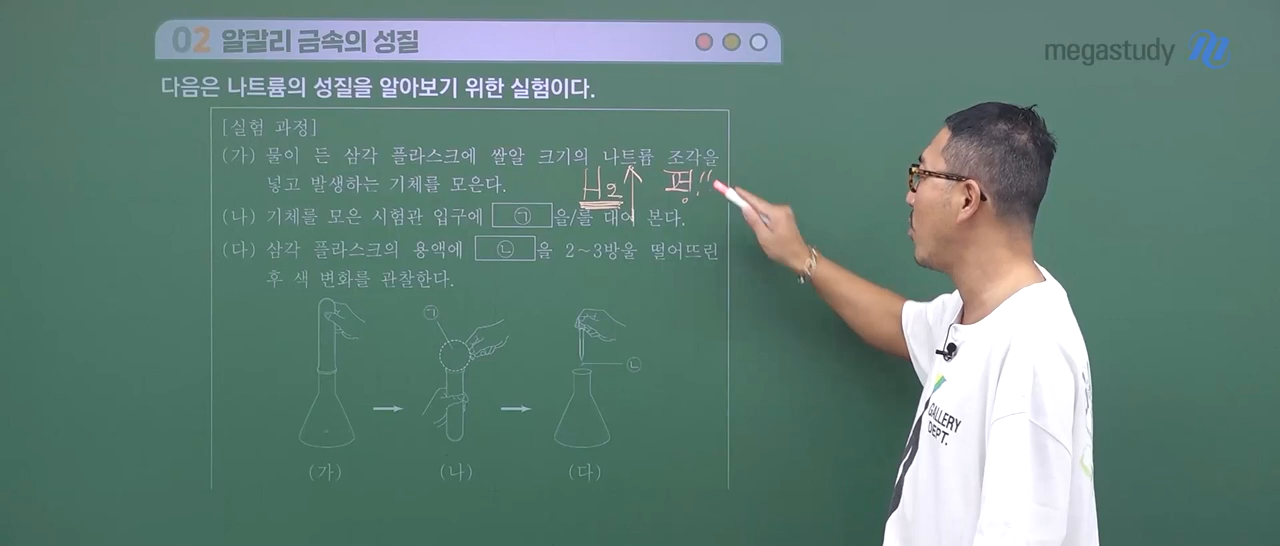 02 알칼리 금속의 성질
megastudy
다음은 나트륨의 성질을 알아보기 위한 실험이다.
[실험 과정]
(가) 물이 든 삼각 플라스크에 쌀알 크기의 나트륨 조각을
넣고 발생하는 기체를 모은다.
H2↑ 펑!!
(나) 기체를 모은 시험관 입구에 ㉠ 을/를 대어 본다.
(다) 삼각 플라스크의 용액에 ㉡ 을 2~3방울 떨어뜨린
후 색 변화를 관찰한다.
㉠
㉡
(가) (나) (다)
GALLERY
DEPT.